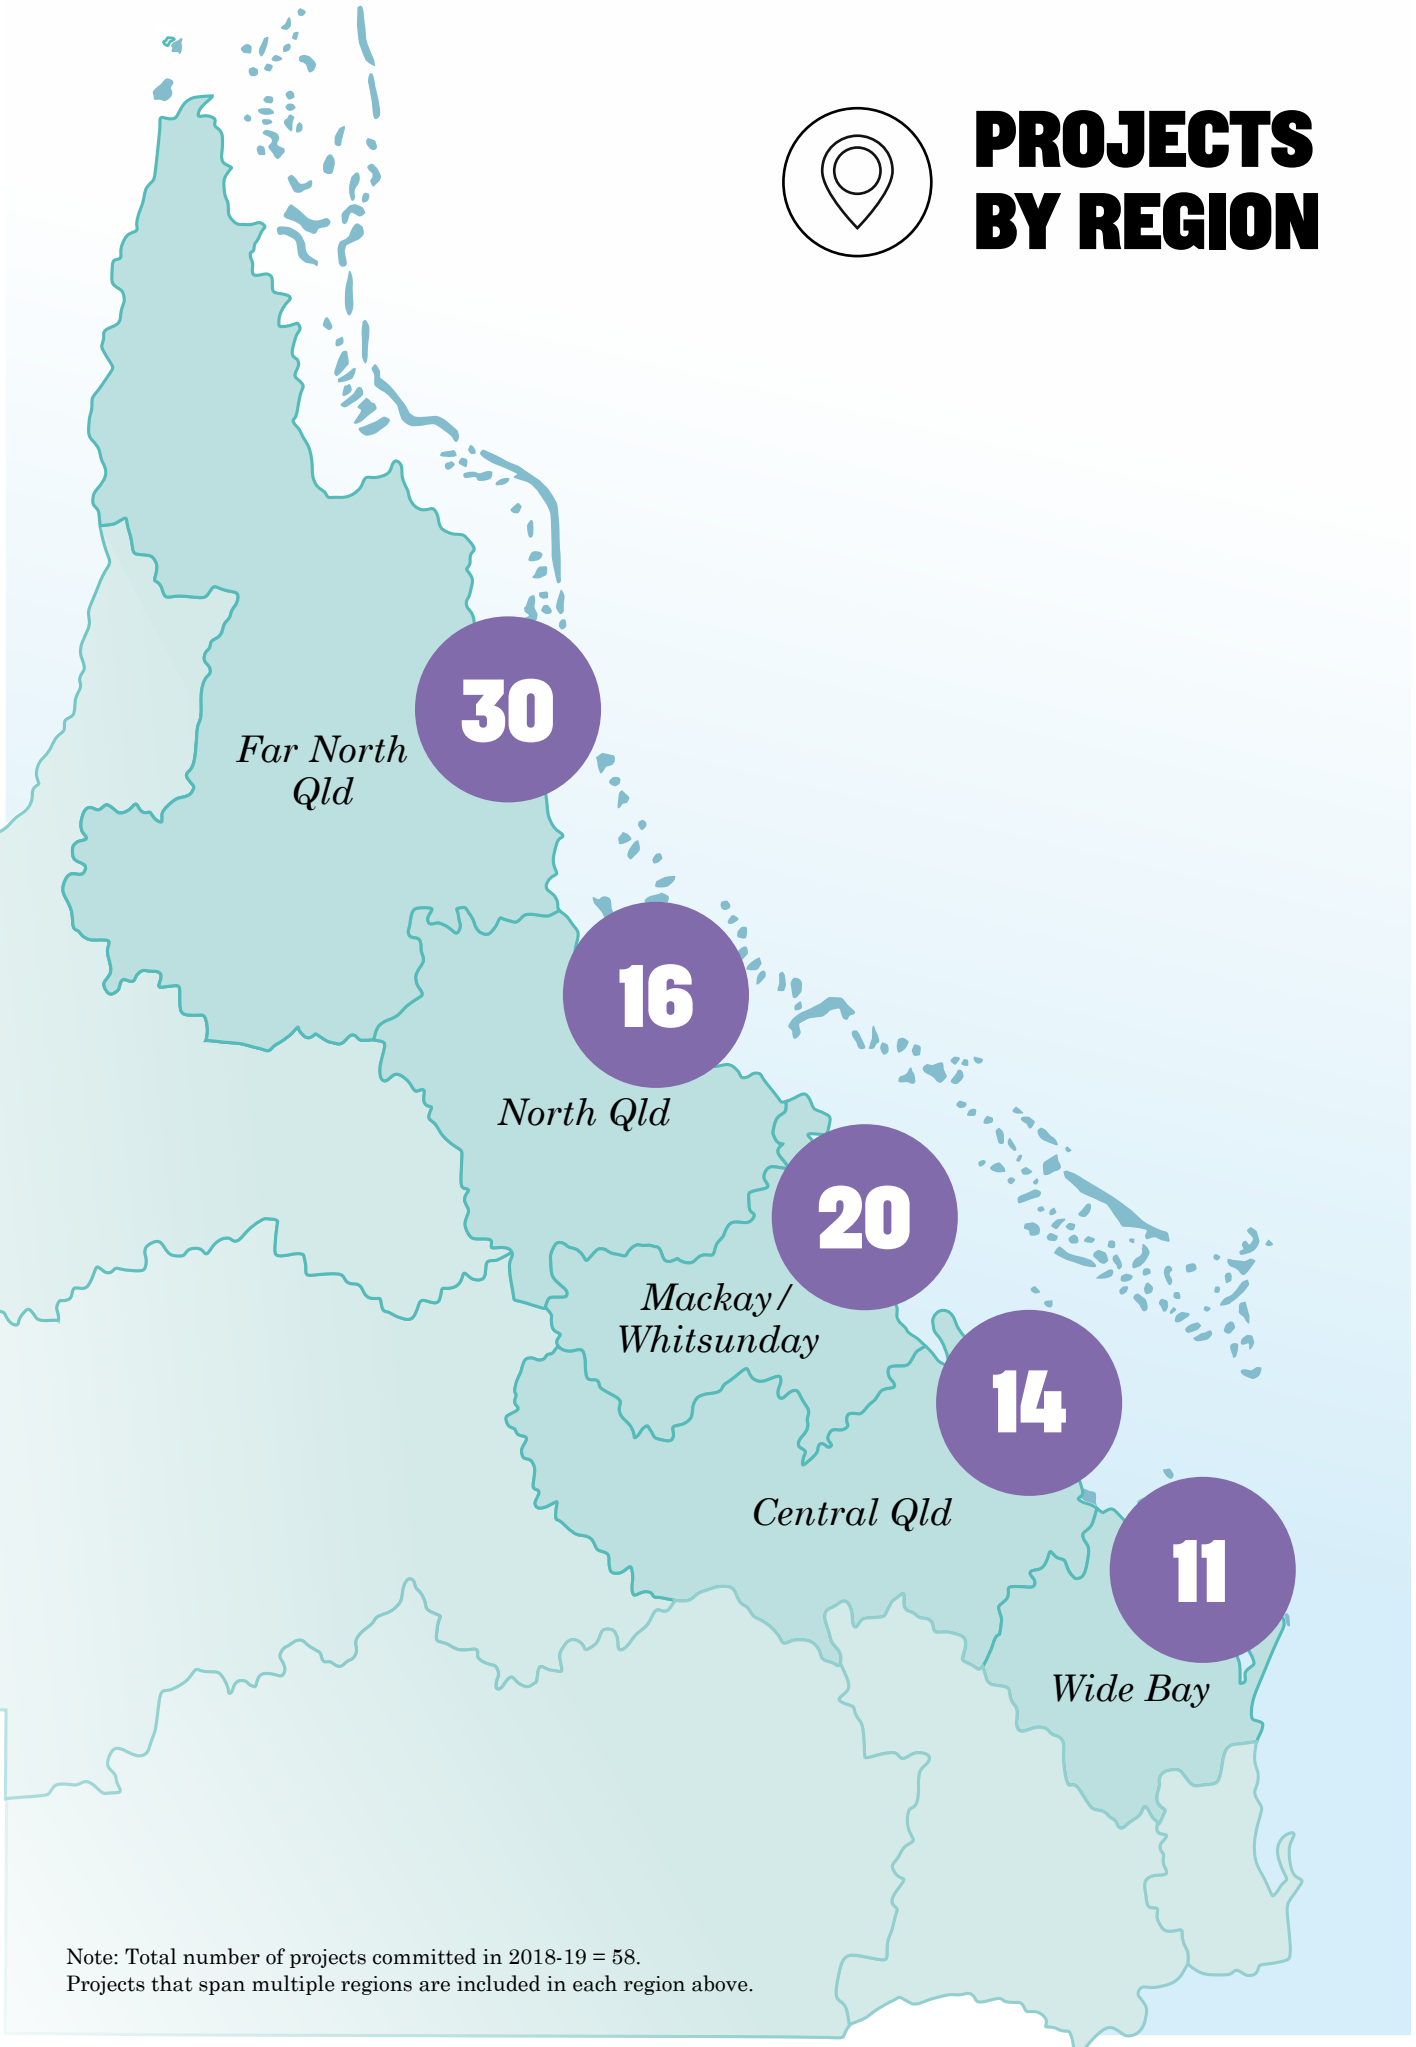 PROJECTS
BY REGION
30
Far North
Qld
16
North Qld
20
Mackay/
Whitsunday
14
Central Qld
11
Wide Bay
Note: Total number of projects committed in 2018-19 = 58.
Projects that span multiple regions are included in each region above.